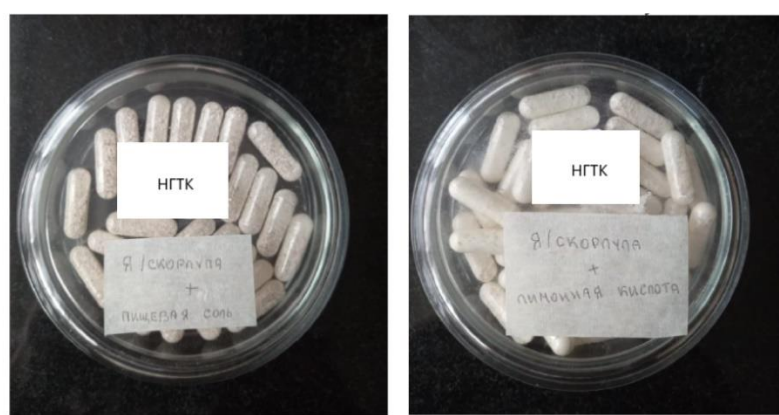 НГТК
Я/СКОРЛУПА
+
ПИЩЕВАЯ СОЛЬ
НГТК
Я/СКОРЛУПА
+
ЛИМОННАЯ КИСЛОТА